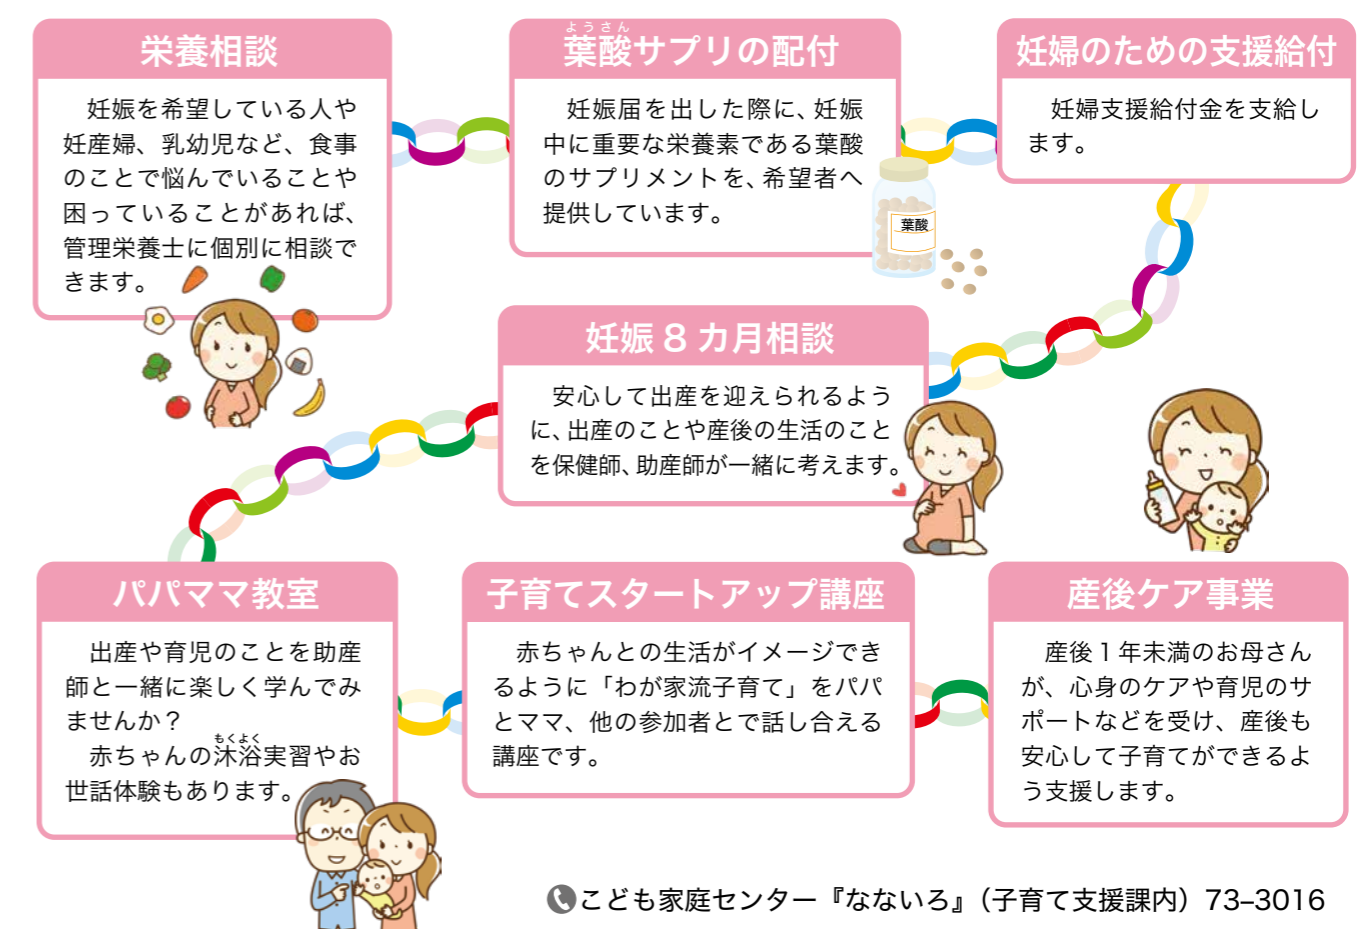 栄養相談
妊娠を希望している人や
妊産婦、乳幼児など、食事
のことで悩んでいることや
困っていることがあれば、
管理栄養士に個別に相談で
きます。
ようさん
葉酸サプリの配付
妊娠届を出した際に、妊娠
中に重要な栄養素である葉酸
のサプリメントを、希望者へ
提供しています。
葉酸
妊婦のための支援給付
妊婦支援給付金を支給し
ます。
妊娠8カ月相談
安心して出産を迎えられるよう
に、出産のことや産後の生活のこと
を保健師、助産師が一緒に考えます。
パパママ教室
出産や育児のことを助産
師と一緒に楽しく学んでみ
ませんか?
もくよく
赤ちゃんの沐浴実習やお
世話体験もあります。
子育てスタートアップ講座
赤ちゃんとの生活がイメージでき
るように「わが家流子育て」をパパ
とママ、他の参加者とで話し合える
講座です。
産後ケア事業
産後1年未満のお母さん
が、心身のケアや育児のサ
ポートなどを受け、産後も
安心して子育てができるよ
う支援します。
こども家庭センター『なないろ』(子育て支援課内)73–3016